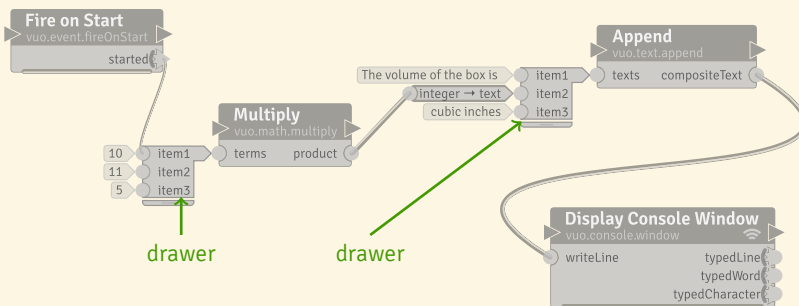 Fire on Start
vuo.event.fireOnStart
started
10
11
5
item1
item2
item3
drawer
Multiply
vuo.math.multiply
terms product
The volume of the box is
integer → text
cubic inches
item1
item2
item3
drawer
Append
vuo.text.append
texts compositeText
Display Console Window
vuo.console.window
writeLine typedLine
typedWord
typedCharacter